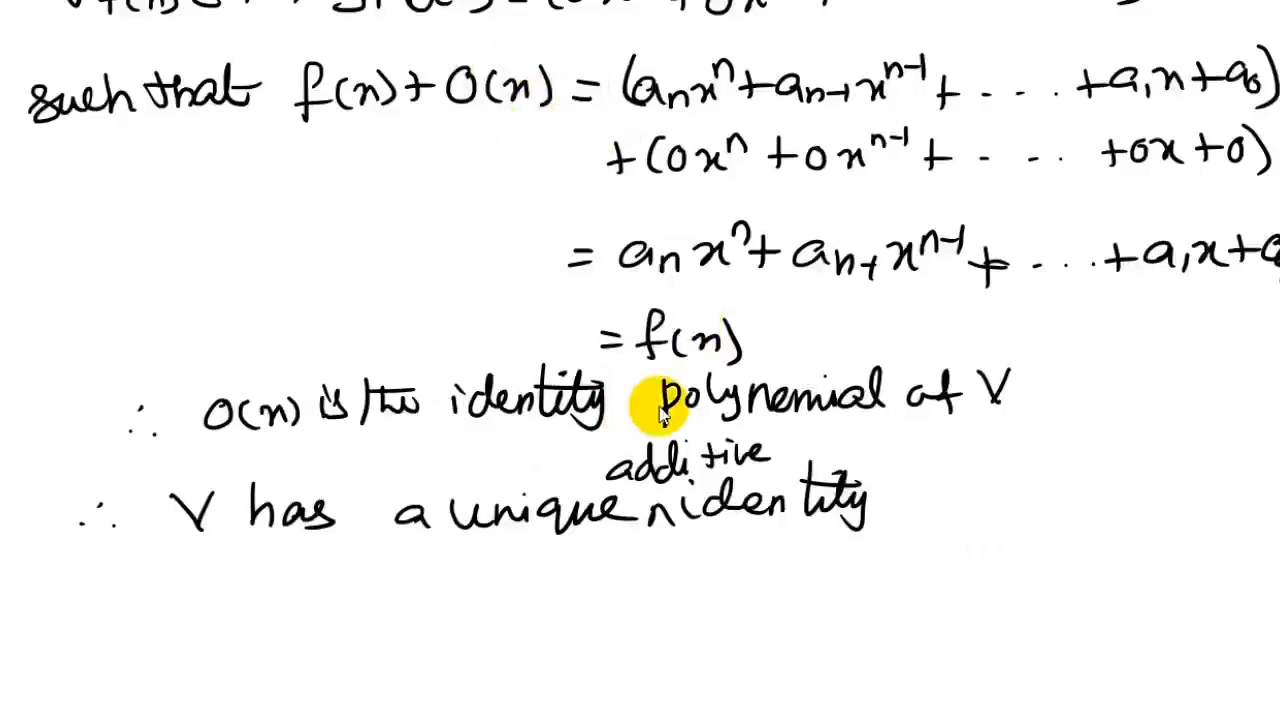 such that f(x) + O(x) = (aₙxⁿ + aₙ₋₁xⁿ⁻¹ + . . . + a₁x + a₀)
+ (0xⁿ + 0xⁿ⁻¹ + . . . + 0x + 0)
= aₙxⁿ + aₙ₋₁xⁿ⁻¹ + . . . + a₁x + a
= f(x)
∴ O(x) is the identity polynomial of V
additive
∴ V has a unique ∧ identity